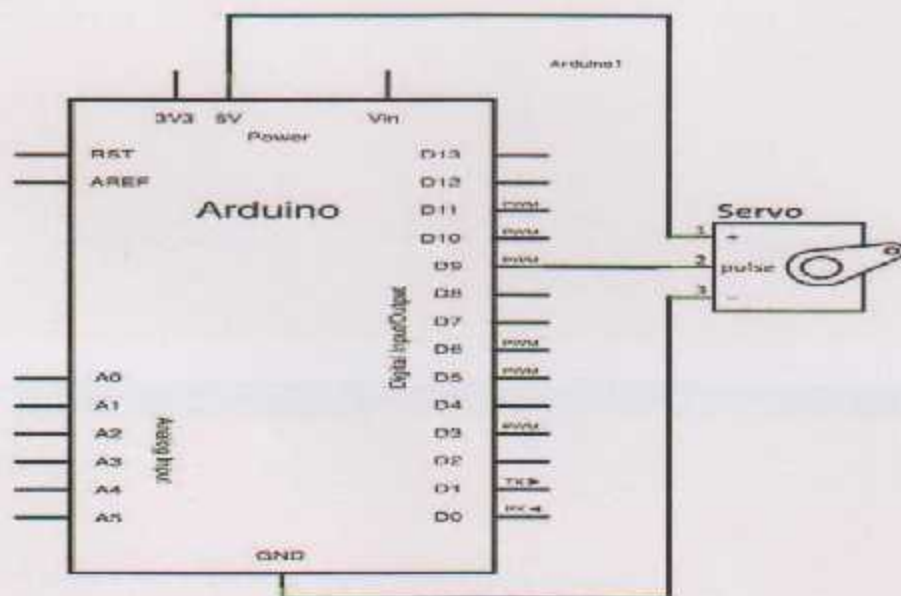 Arduino1
3V3 5V Vin
Power
RST
AREF
Arduino
D13
D12
D11 PWM
D10 PWM
D9 PWM
D8
D7
D6 PWM
D5 PWM
D4
D3 PWM
D2
D1 TX
D0 RX
Digital Input/Output
A0
A1
A2
A3
A4
A5
Analog Input
GND
Servo
1 +
2 pulse
3 −